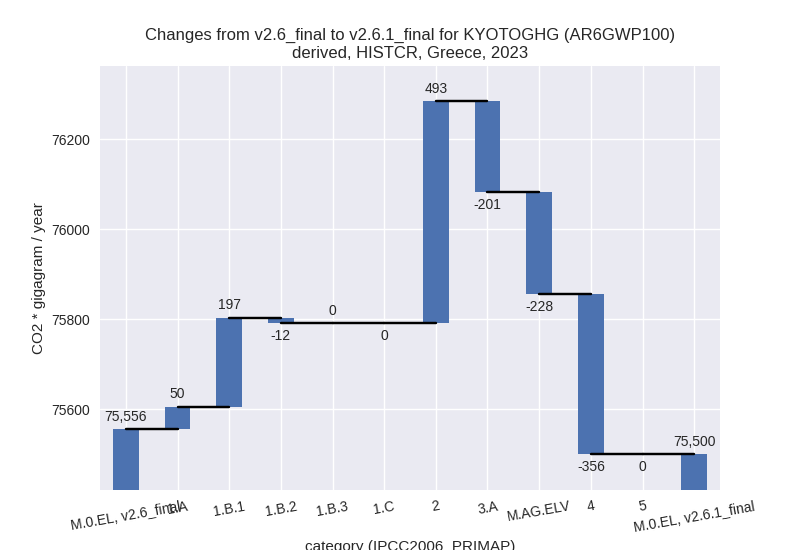 Changes from v2.6_final to v2.6.1_final for KYOTOGHG (AR6GWP100)
derived, HISTCR, Greece, 2023
CO2 * gigagram / year
76200
76000
75800
75600
75,556
50
197
-12
0
0
493
-201
-228
-356
0
75,500
M.0.EL, v2.6_final
1.A
1.B.1
1.B.2
1.B.3
1.C
2
3.A
M.AG.ELV
4
5
M.0.EL, v2.6.1_final
category (IPCC2006_PRIMAP)